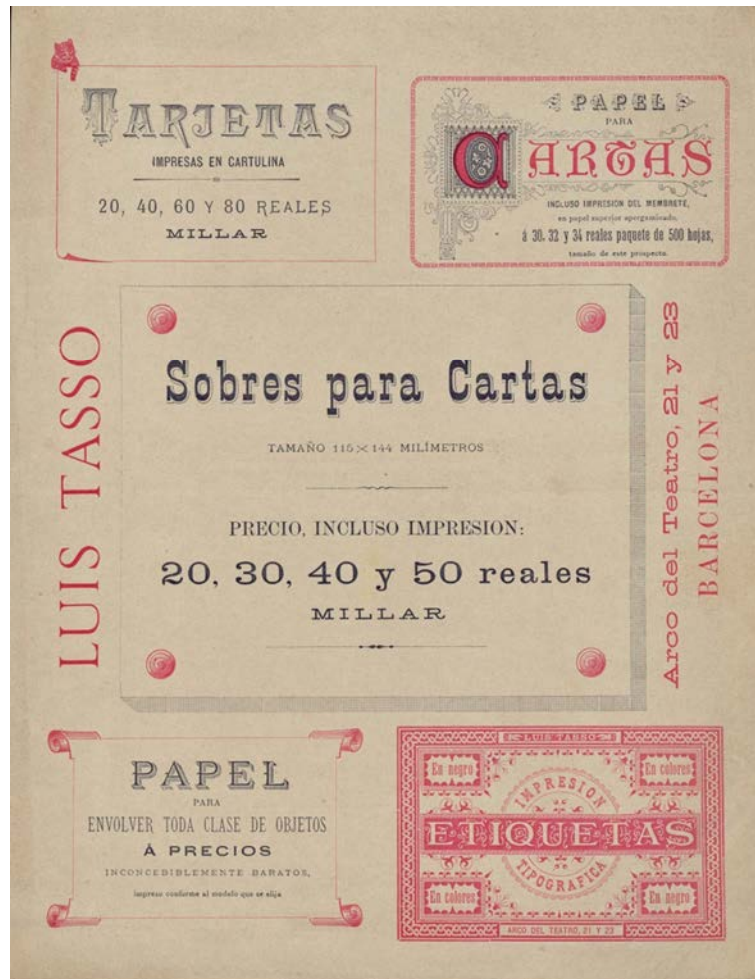 TARJETAS
IMPRESAS EN CARTULINA
20, 40, 60 Y 80 REALES
MILLAR
PAPEL
PARA
CARTAS
INCLUSO IMPRESION DEL MEMBRETE,
en papel superior apergaminado,
á 30, 32 y 34 reales paquete de 500 hojas,
tamaño de este prospecto.
LUIS TASSO
Sobres para Cartas
TAMAÑO 115 × 144 MILÍMETROS
PRECIO, INCLUSO IMPRESION:
20, 30, 40 y 50 reales
MILLAR
Arco del Teatro, 21 y 23
BARCELONA
PAPEL
PARA
ENVOLVER TODA CLASE DE OBJETOS
Á PRECIOS
INCONCEDIBLEMENTE BARATOS,
impreso conforme al modelo que se elija
LUIS TASSO
En negro
En colores
IMPRESION
ETIQUETAS
TIPOGRAFICA
En colores
En negro
ARCO DEL TEATRO, 21 Y 23